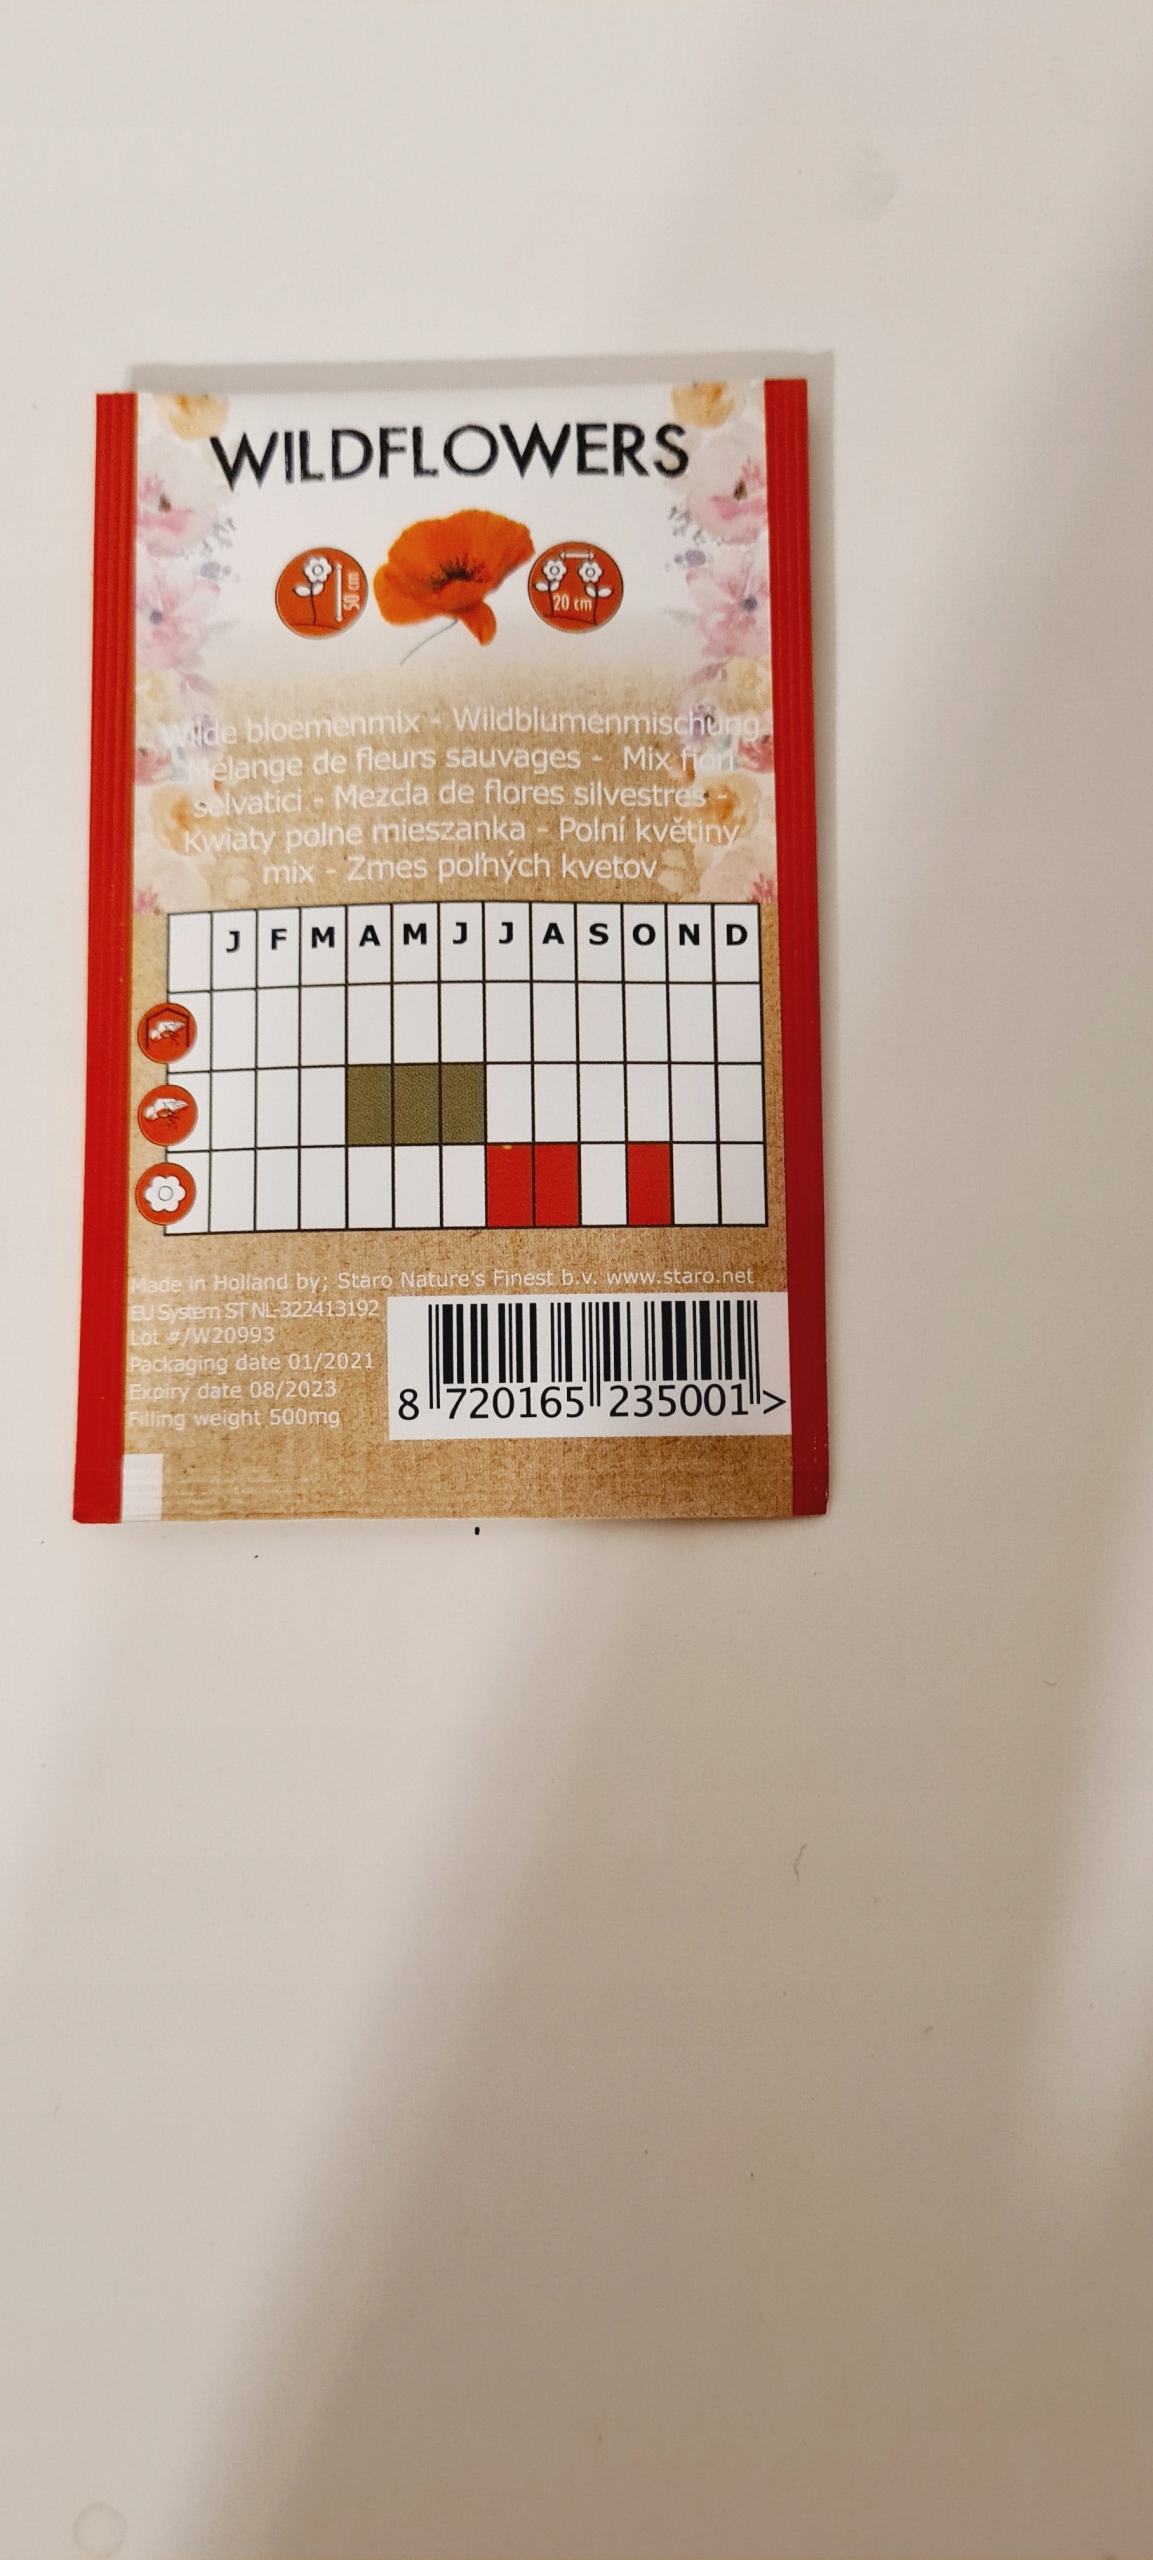 WILDFLOWERS
50 cm
20 cm
Wilde bloemenmix - Wildblumenmischung
Mélange de fleurs sauvages - Mix fiori
selvatici - Mezcla de flores silvestres -
Kwiaty polne mieszanka - Polní květiny
mix - Zmes poľných kvetov
J F M A M J J A S O N D
Made in Holland by; Staro Nature's Finest b.v. www.staro.net
EU System ST NL-322413192
Lot #/W20993
Packaging date 01/2021
Expiry date 08/2023
Filling weight 500mg
8 720165 235001 >